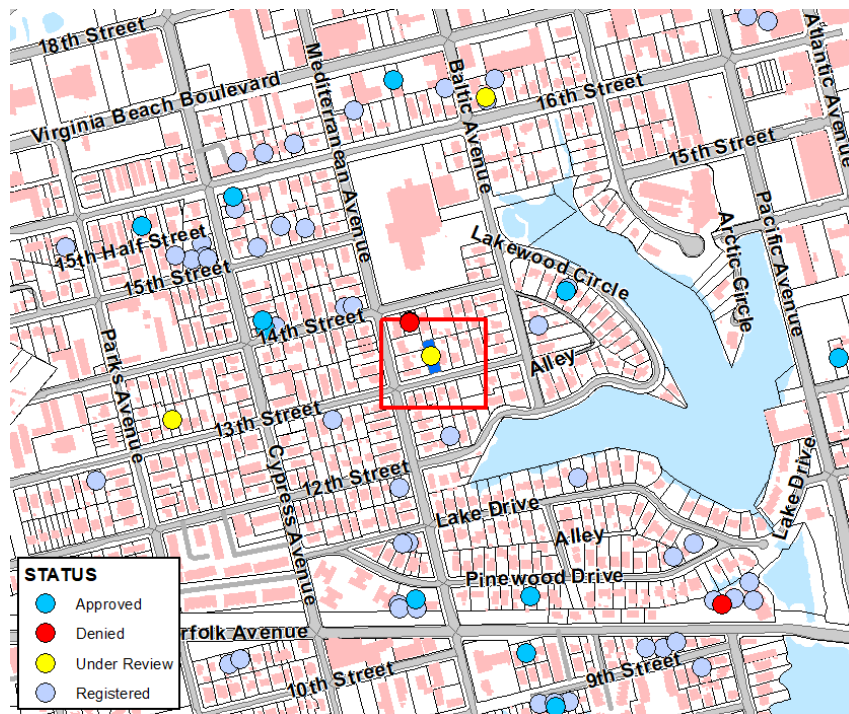 18th Street
Mediterranean Avenue
Baltic Avenue
Atlantic Avenue
Virginia Beach Boulevard
16th Street
15th Street
Pacific Avenue
Arctic Circle
15th Half Street
15th Street
Lakewood Circle
14th Street
Parks Avenue
Alley
13th Street
Cypress Avenue
12th Street
Lake Drive
Lake Drive
Alley
Pinewood Drive
STATUS
Approved
Denied
Under Review
Registered
rfolk Avenue
10th Street
9th Street